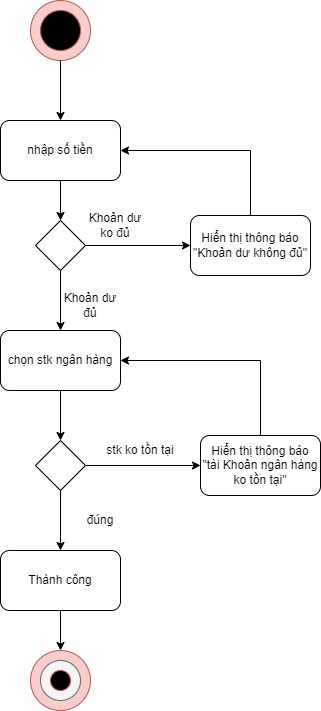 nhập số tiền
Khoản dư
ko đủ
Hiển thị thông báo
"Khoản dư không đủ"
Khoản dư
đủ
chọn stk ngân hàng
stk ko tồn tại
Hiển thị thông báo
"tài Khoản ngân hàng
ko tồn tại"
đúng
Thành công